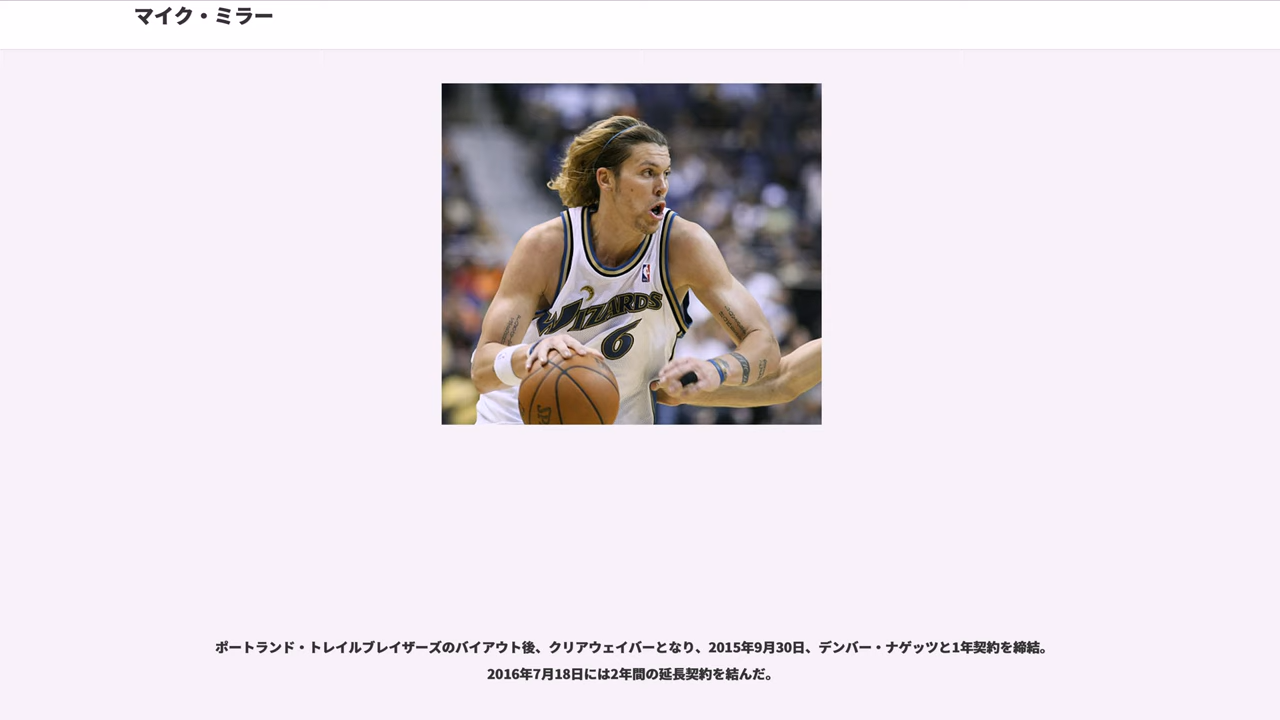 マイク・ミラー
WIZARDS
6
ポートランド・トレイルブレイザーズのバイアウト後、クリアウェイバーとなり、2015年9月30日、デンバー・ナゲッツと1年契約を締結。
2016年7月18日には2年間の延長契約を結んだ。